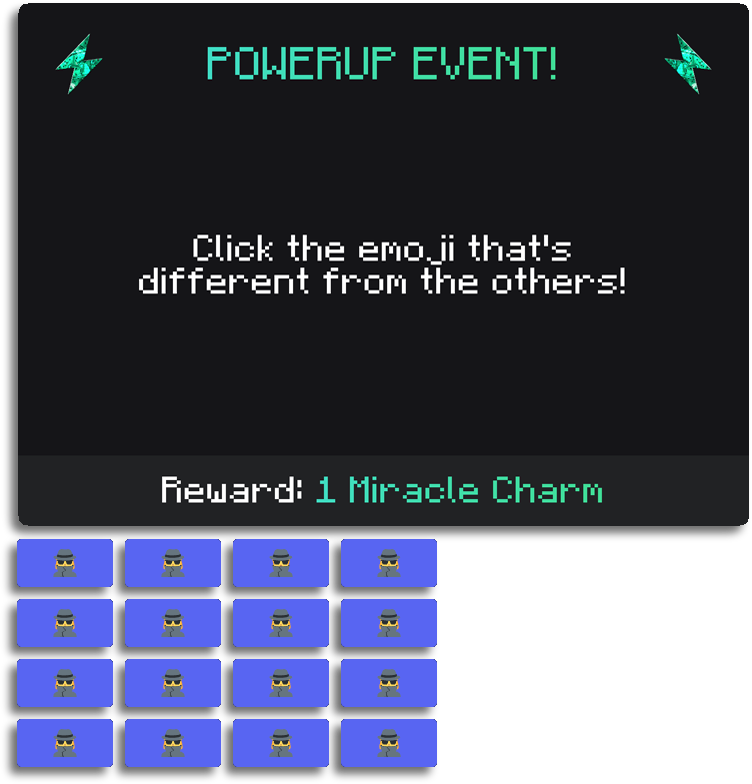 POWERUP EVENT!
Click the emoji that's
different from the others!
Reward: 1 Miracle Charm